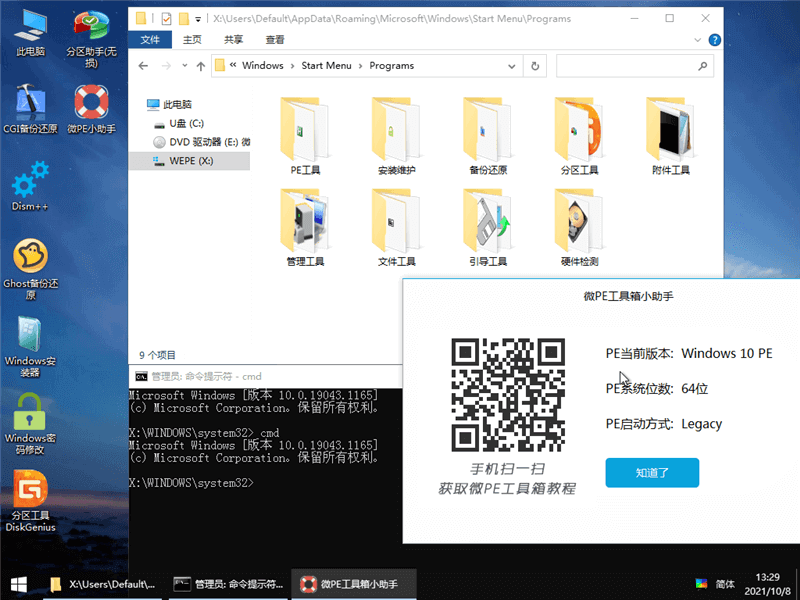 此电脑
分区助手(无
损)
CGI备份还原
微PE小助手
Dism++
Ghost备份还
原
Windows安
装器
Windows密
码修改
分区工具
DiskGenius
X:\Users\Default\AppData\Roaming\Microsoft\Windows\Start Menu\Programs
文件 主页 共享 查看
« Windows › Start Menu › Programs
此电脑
U盘 (C:)
DVD 驱动器 (E:) 微
WEPE (X:)
PE工具 安装维护 备份还原 分区工具 附件工具
管理工具 文件工具 引导工具 硬件检测
9 个项目
管理员: 命令提示符 - cmd
Microsoft Windows [版本 10.0.19043.1165]
(c) Microsoft Corporation。保留所有权利。
X:\WINDOWS\system32> cmd
Microsoft Windows [版本 10.0.19043.1165]
(c) Microsoft Corporation。保留所有权利。
X:\WINDOWS\system32>
微PE工具箱小助手
PE当前版本: Windows 10 PE
PE系统位数: 64位
PE启动方式: Legacy
知道了
手机扫一扫
获取微PE工具箱教程
X:\Users\Default\...
管理员: 命令提示符...
微PE工具箱小助手
简体
13:29
2021/10/8